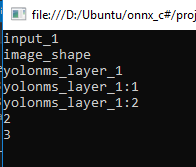 file:///D:/Ubuntu/onnx_c#/proj
input_1
image_shape
yolonms_layer_1
yolonms_layer_1:1
yolonms_layer_1:2
2
3